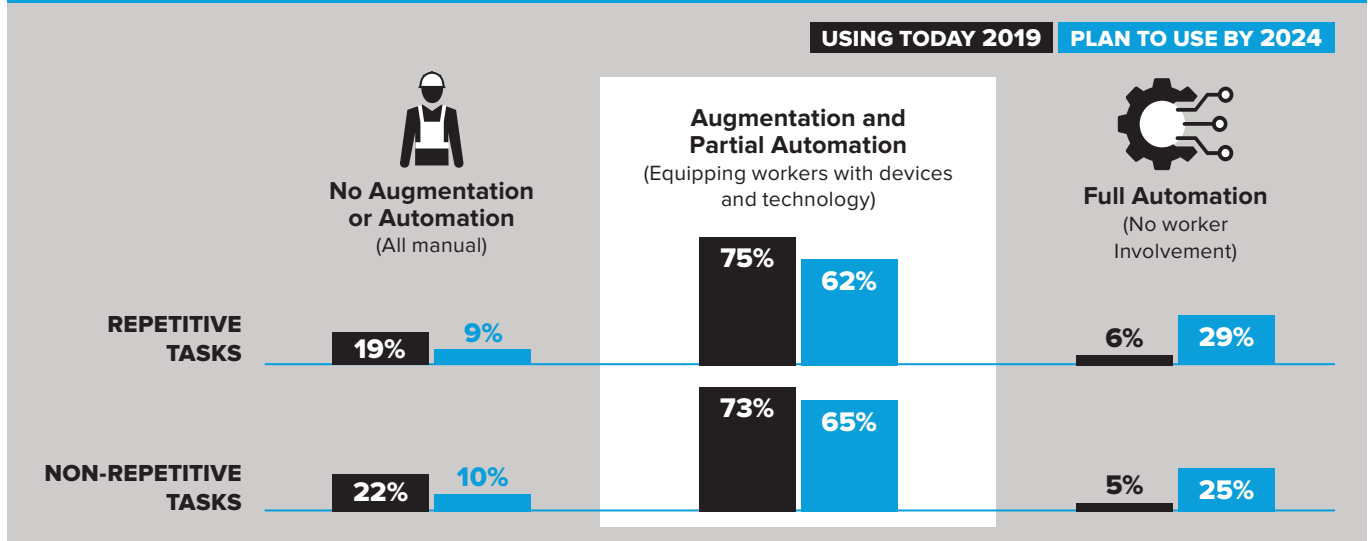 USING TODAY 2019
PLAN TO USE BY 2024
No Augmentation
or Automation
(All manual)
Augmentation and
Partial Automation
(Equipping workers with devices
and technology)
Full Automation
(No worker
Involvement)
REPETITIVE
TASKS
19%
9%
75%
62%
6%
29%
NON-REPETITIVE
TASKS
22%
10%
73%
65%
5%
25%